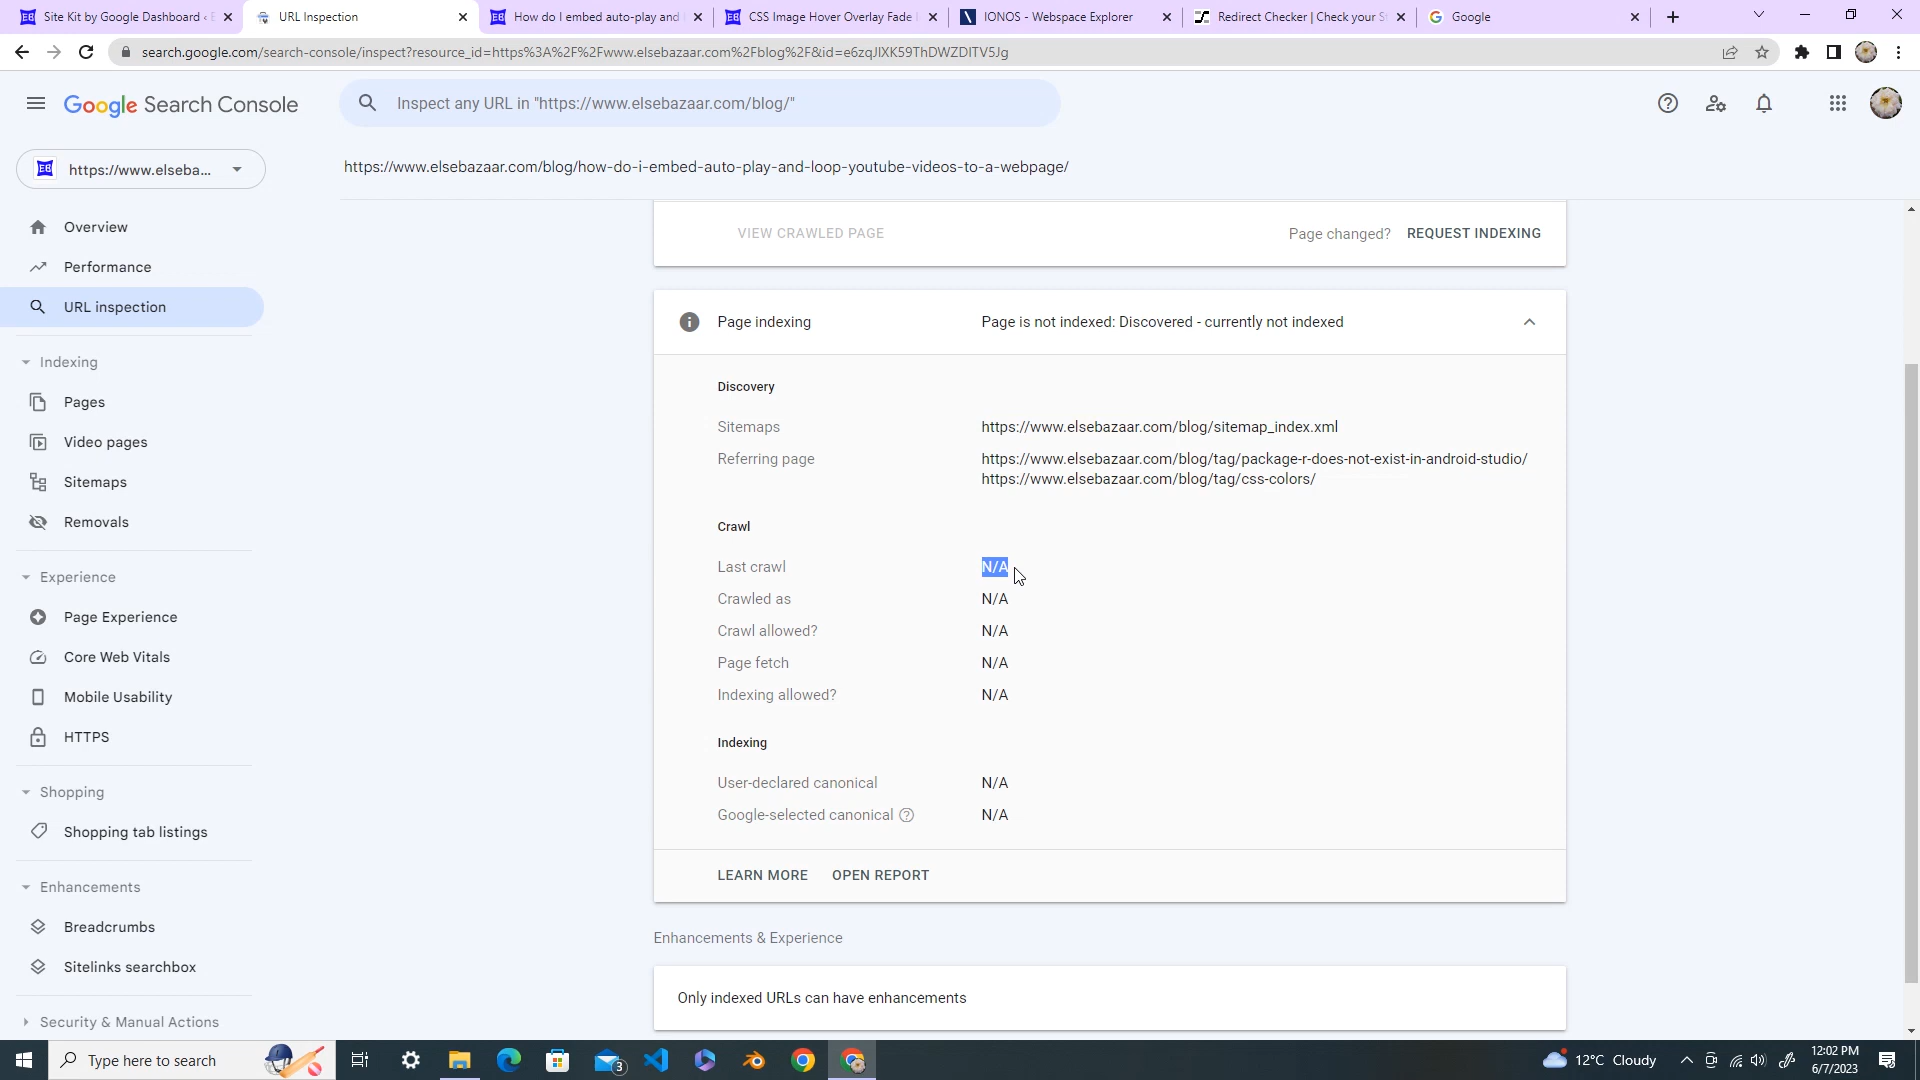 Site Kit by Google Dashboard ‹ E
URL Inspection
How do I embed auto-play and
CSS Image Hover Overlay Fade
IONOS - Webspace Explorer
Redirect Checker | Check your S
Google
search.google.com/search-console/inspect?resource_id=https%3A%2F%2Fwww.elsebazaar.com%2Fblog%2F&id=e6zqJlXK59ThDWZDITV5Jg
Google Search Console
Inspect any URL in "https://www.elsebazaar.com/blog/"
EB https://www.elseba...
https://www.elsebazaar.com/blog/how-do-i-embed-auto-play-and-loop-youtube-videos-to-a-webpage/
Overview
Performance
URL inspection
Indexing
Pages
Video pages
Sitemaps
Removals
Experience
Page Experience
Core Web Vitals
Mobile Usability
HTTPS
Shopping
Shopping tab listings
Enhancements
Breadcrumbs
Sitelinks searchbox
Security & Manual Actions
VIEW CRAWLED PAGE
Page changed? REQUEST INDEXING
Page indexing Page is not indexed: Discovered - currently not indexed
Discovery
Sitemaps https://www.elsebazaar.com/blog/sitemap_index.xml
Referring page https://www.elsebazaar.com/blog/tag/package-r-does-not-exist-in-android-studio/
https://www.elsebazaar.com/blog/tag/css-colors/
Crawl
Last crawl N/A
Crawled as N/A
Crawl allowed? N/A
Page fetch N/A
Indexing allowed? N/A
Indexing
User-declared canonical N/A
Google-selected canonical N/A
LEARN MORE OPEN REPORT
Enhancements & Experience
Only indexed URLs can have enhancements
Type here to search
3
12°C Cloudy
12:02 PM
6/7/2023